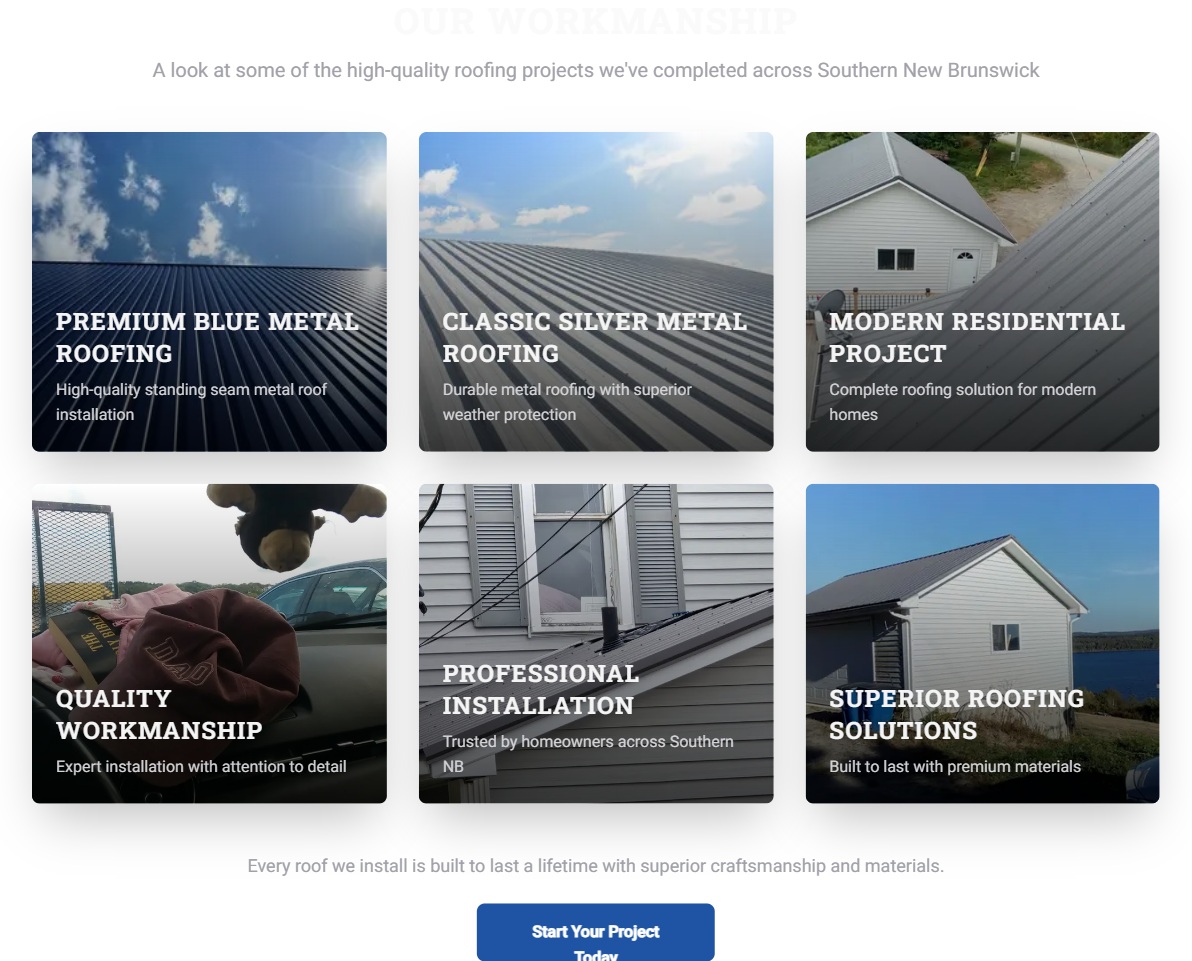 OUR WORKMANSHIP
A look at some of the high-quality roofing projects we've completed across Southern New Brunswick
PREMIUM BLUE METAL
ROOFING
High-quality standing seam metal roof
installation
CLASSIC SILVER METAL
ROOFING
Durable metal roofing with superior
weather protection
MODERN RESIDENTIAL
PROJECT
Complete roofing solution for modern
homes
THE
BIBLE
DAD
QUALITY
WORKMANSHIP
Expert installation with attention to detail
PROFESSIONAL
INSTALLATION
Trusted by homeowners across Southern
NB
SUPERIOR ROOFING
SOLUTIONS
Built to last with premium materials
Every roof we install is built to last a lifetime with superior craftsmanship and materials.
Start Your Project
Today